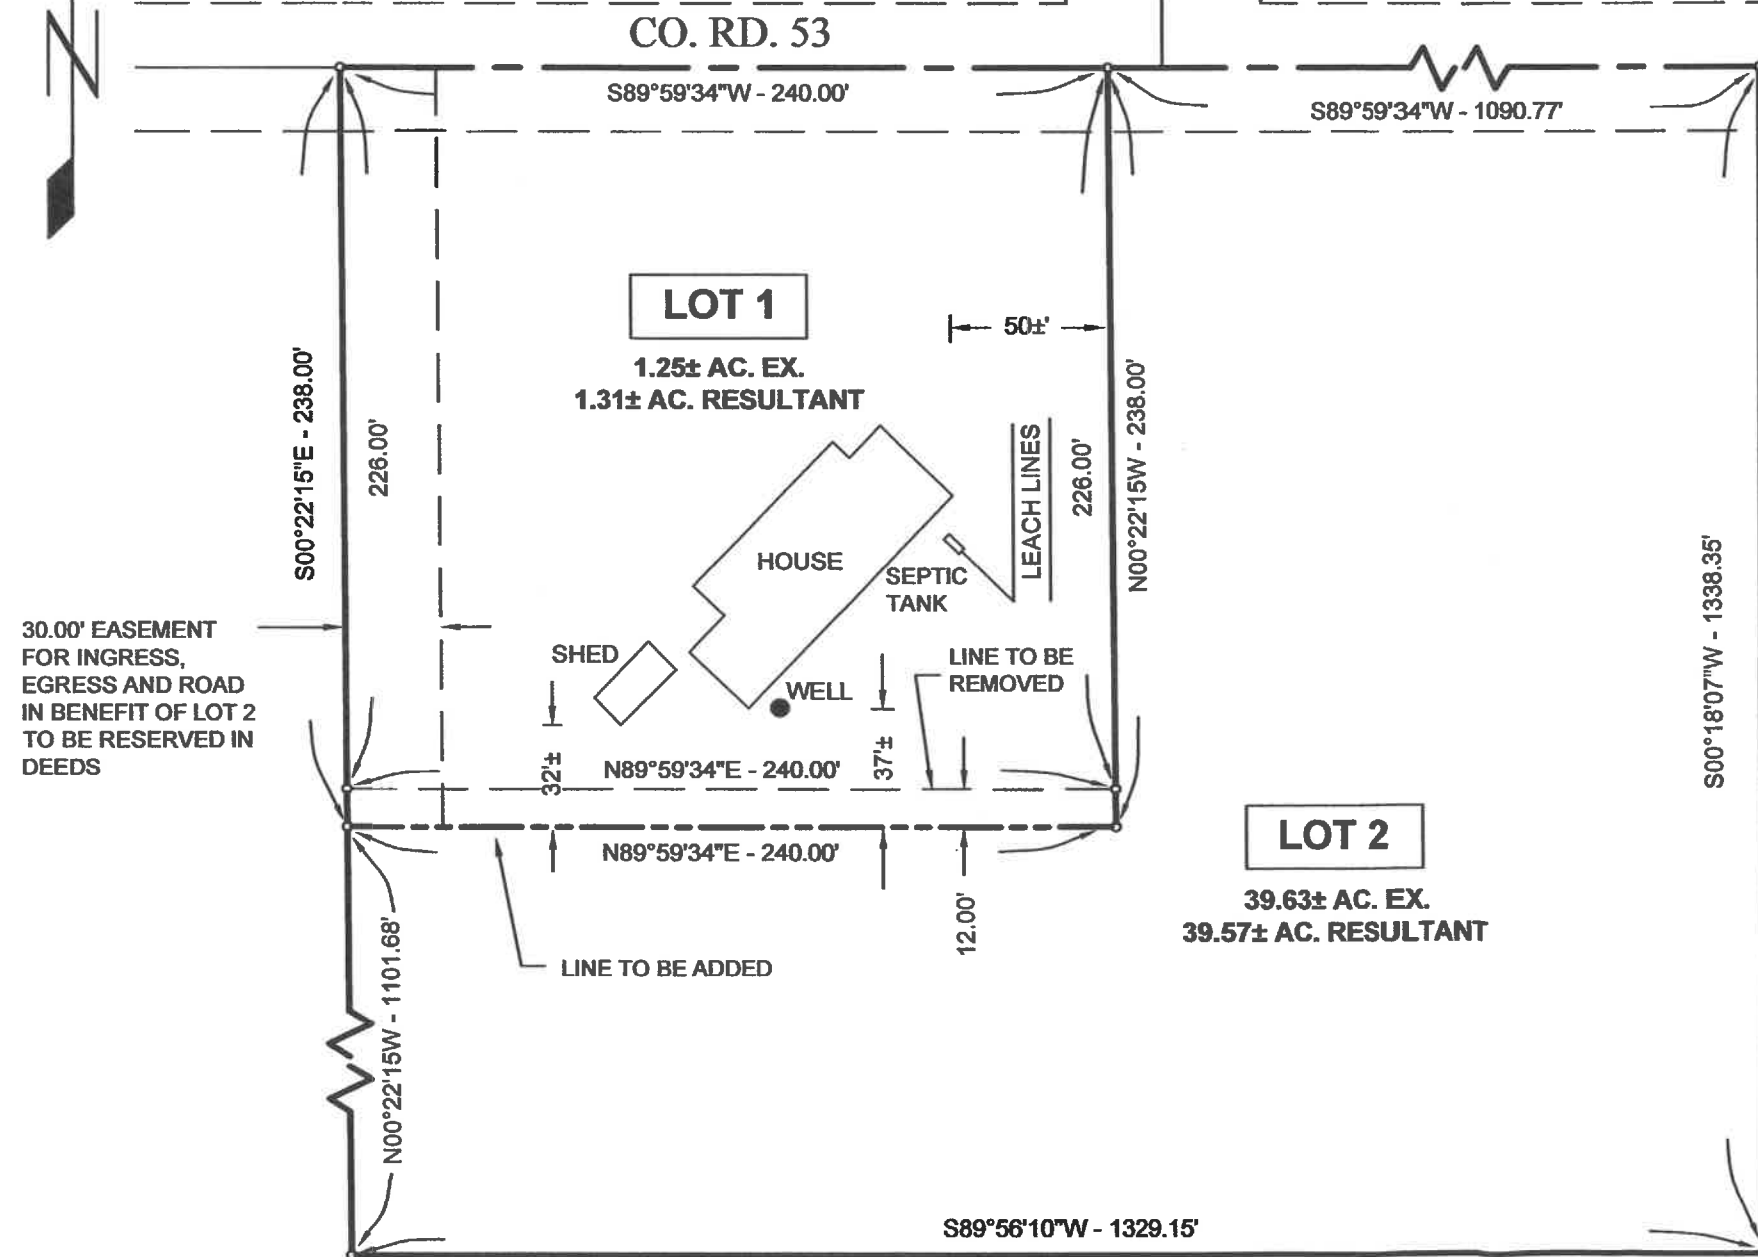 N
CO. RD. 53
S89°59'34"W - 240.00'
S89°59'34"W - 1090.77'
LOT 1
1.25± AC. EX.
1.31± AC. RESULTANT
50±'
S00°22'15"E - 238.00'
226.00'
LEACH LINES
226.00'
N00°22'15W - 238.00'
S00°18'07"W - 1338.35'
HOUSE
SEPTIC
TANK
30.00' EASEMENT
FOR INGRESS,
EGRESS AND ROAD
IN BENEFIT OF LOT 2
TO BE RESERVED IN
DEEDS
SHED
WELL
LINE TO BE
REMOVED
32'±
N89°59'34"E - 240.00'
37'±
N89°59'34"E - 240.00'
12.00'
LINE TO BE ADDED
LOT 2
39.63± AC. EX.
39.57± AC. RESULTANT
N00°22'15W - 1101.68'
S89°56'10"W - 1329.15'